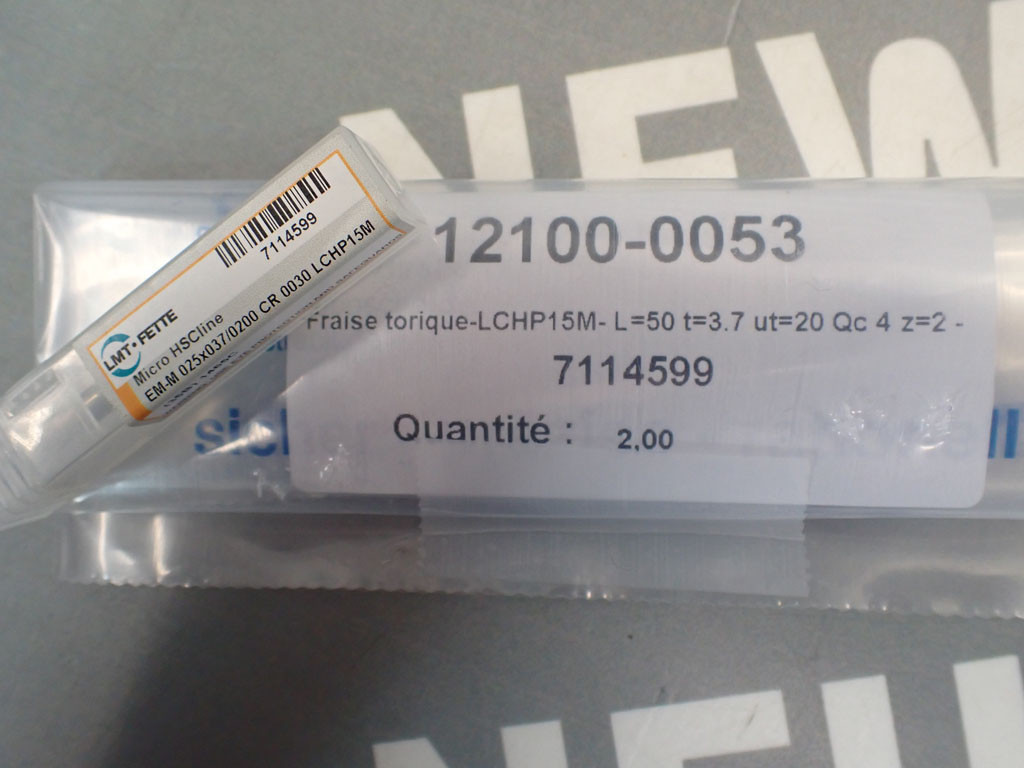 NEW
7114599
LMT·FETTE
Micro HSCline
EM-M 025x037/0200 CR 0030 LCHP15M
12100-0053
Fraise torique-LCHP15M- L=50 t=3.7 ut=20 Qc 4 z=2 -
7114599
Quantité : 2,00